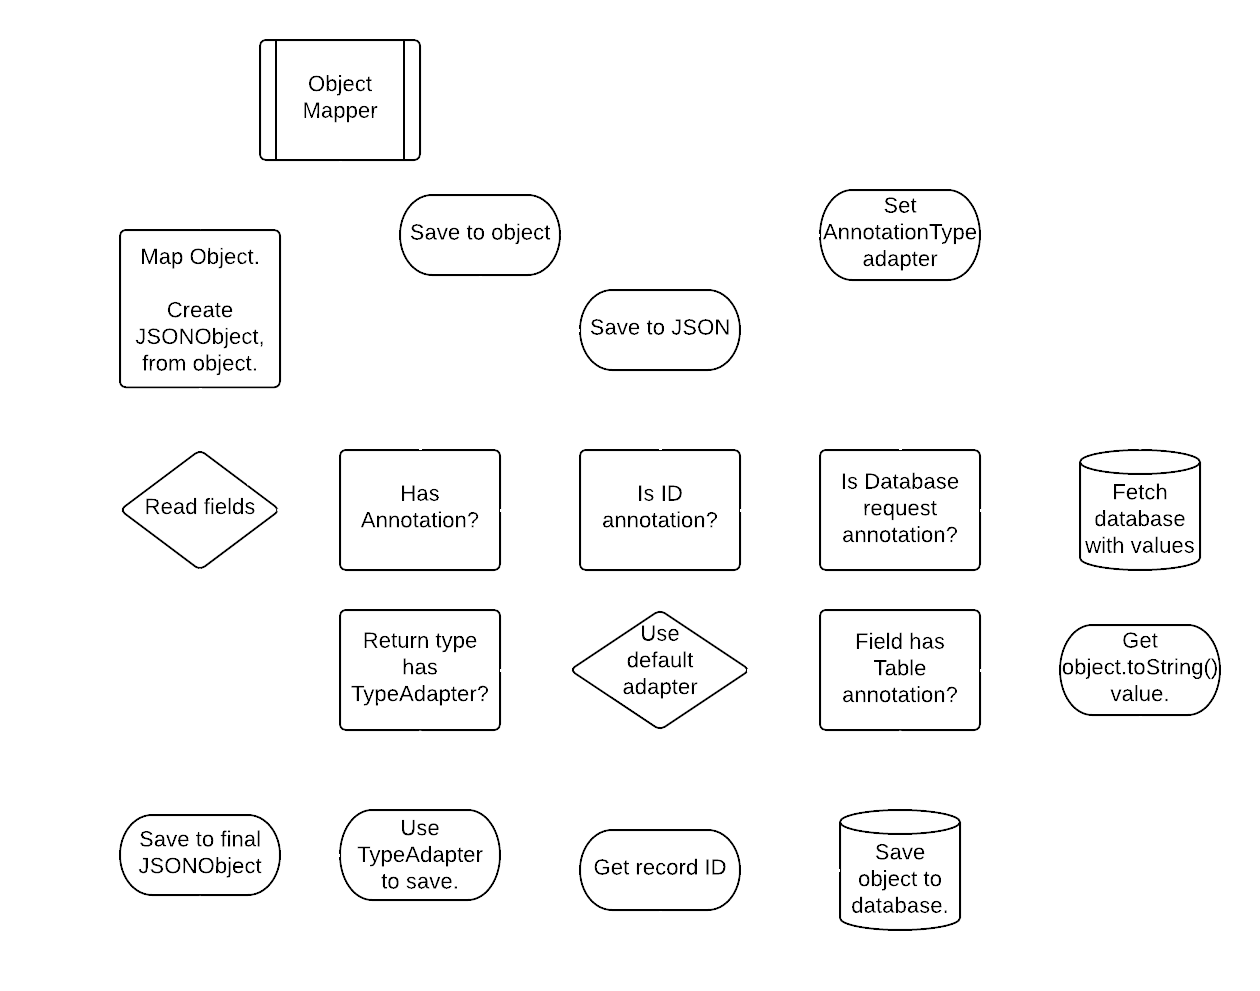 Object
Mapper
Save to object
Set
AnnotationType
adapter
Map Object.
Create
JSONObject,
from object.
Save to JSON
Read fields
Has
Annotation?
Is ID
annotation?
Is Database
request
annotation?
Fetch
database
with values
Return type
has
TypeAdapter?
Use
default
adapter
Field has
Table
annotation?
Get
object.toString()
value.
Save to final
JSONObject
Use
TypeAdapter
to save.
Get record ID
Save
object to
database.